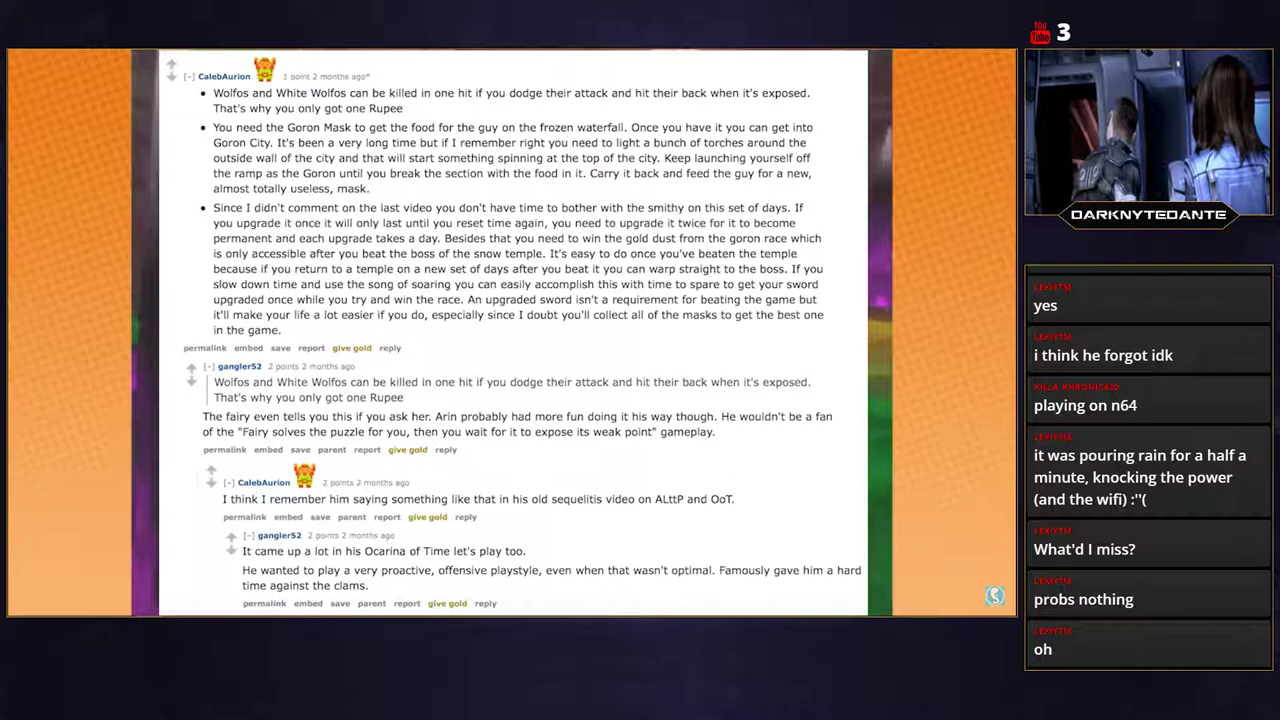 YouTube 3
[–] CalebAurion 1 point 2 months ago*
• Wolfos and White Wolfos can be killed in one hit if you dodge their attack and hit their back when it's exposed.
That's why you only got one Rupee
• You need the Goron Mask to get the food for the guy on the frozen waterfall. Once you have it you can get into
Goron City. It's been a very long time but if I remember right you need to light a bunch of torches around the
outside wall of the city and that will start something spinning at the top of the city. Keep launching yourself off
the ramp as the Goron until you break the section with the food in it. Carry it back and feed the guy for a new,
almost totally useless, mask.
• Since I didn't comment on the last video you don't have time to bother with the smithy on this set of days. If
you upgrade it once it will only last until you reset time again, you need to upgrade it twice for it to become
permanent and each upgrade takes a day. Besides that you need to win the gold dust from the goron race which
is only accessible after you beat the boss of the snow temple. It's easy to do once you've beaten the temple
because if you return to a temple on a new set of days after you beat it you can warp straight to the boss. If you
slow down time and use the song of soaring you can easily accomplish this with time to spare to get your sword
upgraded once while you try and win the race. An upgraded sword isn't a requirement for beating the game but
it'll make your life a lot easier if you do, especially since I doubt you'll collect all of the masks to get the best one
in the game.
permalink embed save report give gold reply
[–] gangler52 2 points 2 months ago
Wolfos and White Wolfos can be killed in one hit if you dodge their attack and hit their back when it's exposed.
That's why you only got one Rupee
The fairy even tells you this if you ask her. Arin probably had more fun doing it his way though. He wouldn't be a fan
of the "Fairy solves the puzzle for you, then you wait for it to expose its weak point" gameplay.
permalink embed save parent report give gold reply
[–] CalebAurion 2 points 2 months ago
I think I remember him saying something like that in his old sequelitis video on ALttP and OoT.
permalink embed save parent report give gold reply
[–] gangler52 2 points 2 months ago
It came up a lot in his Ocarina of Time let's play too.
He wanted to play a very proactive, offensive playstyle, even when that wasn't optimal. Famously gave him a hard
time against the clams.
permalink embed save parent report give gold reply
DARKNYTEDANTE
LEXIYTM
yes
LEXIYTM
i think he forgot idk
KILLA KHRONIC420
playing on n64
LEXIYTM
it was pouring rain for a half a
minute, knocking the power
(and the wifi) :''(
LEXIYTM
What'd I miss?
LEXIYTM
probs nothing
LEXIYTM
oh